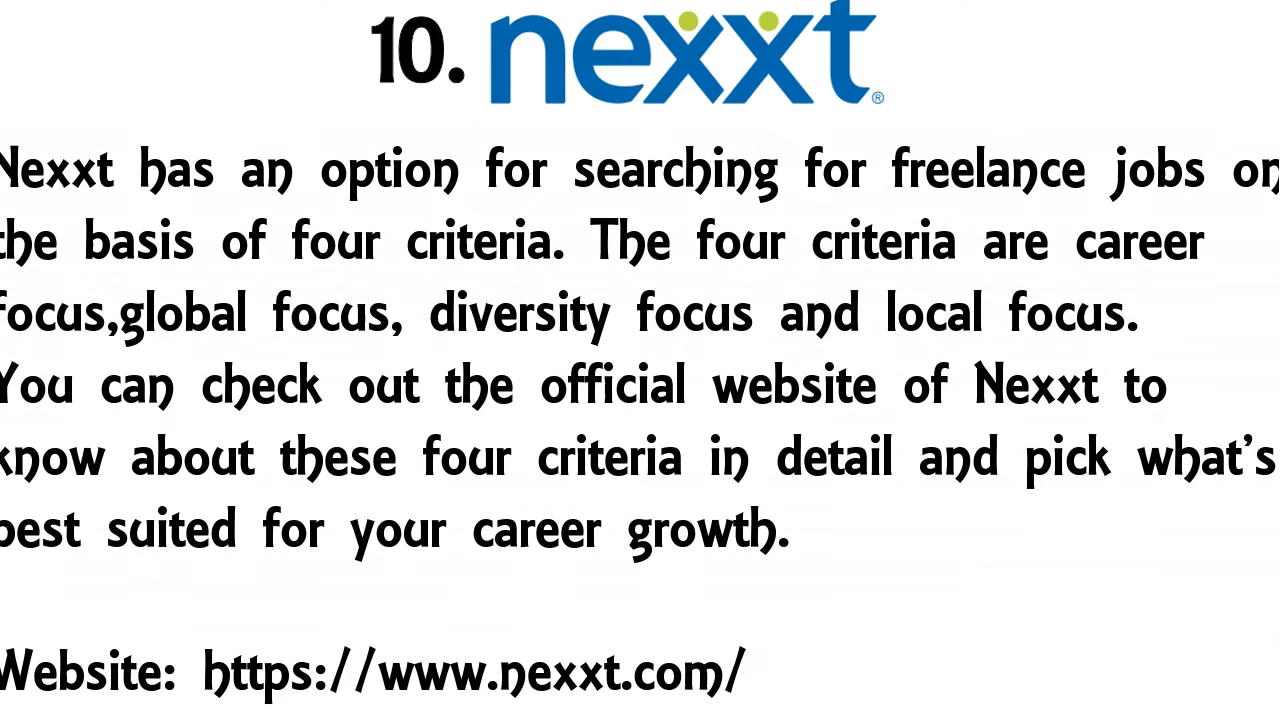 10. nexxt®
Nexxt has an option for searching for freelance jobs on
the basis of four criteria. The four criteria are career
focus,global focus, diversity focus and local focus.
You can check out the official website of Nexxt to
know about these four criteria in detail and pick what's
best suited for your career growth.
Website: https://www.nexxt.com/